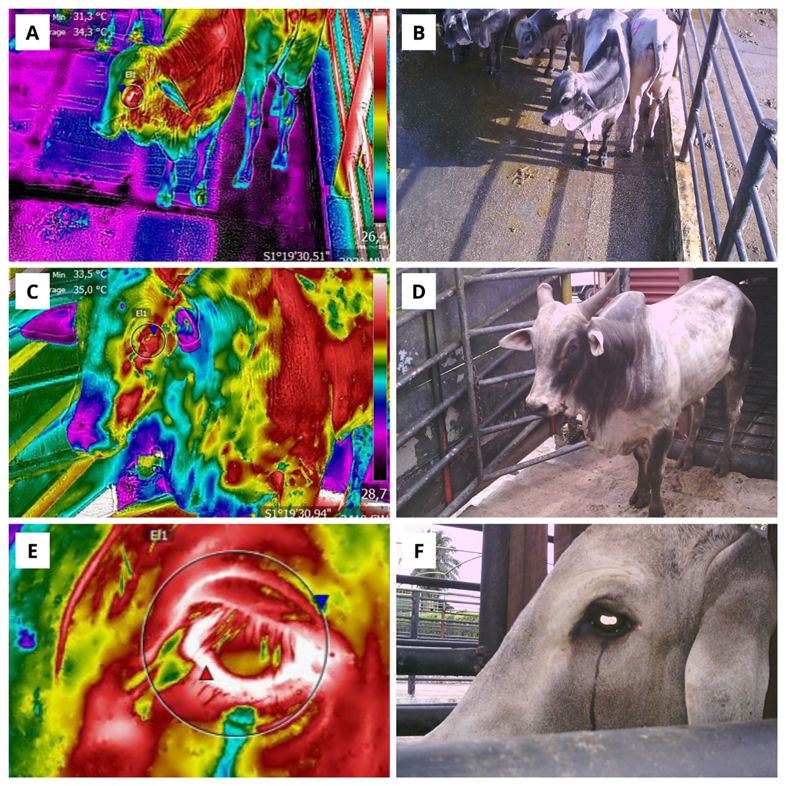 A
Min 31,3 °C
rage 34,3 °C
El1
26,4
S1°19'30,51"
B
C
Min 33,5 °C
rage 35,0 °C
El1
28,7
S1°19'30,94"
D
E
El1
F